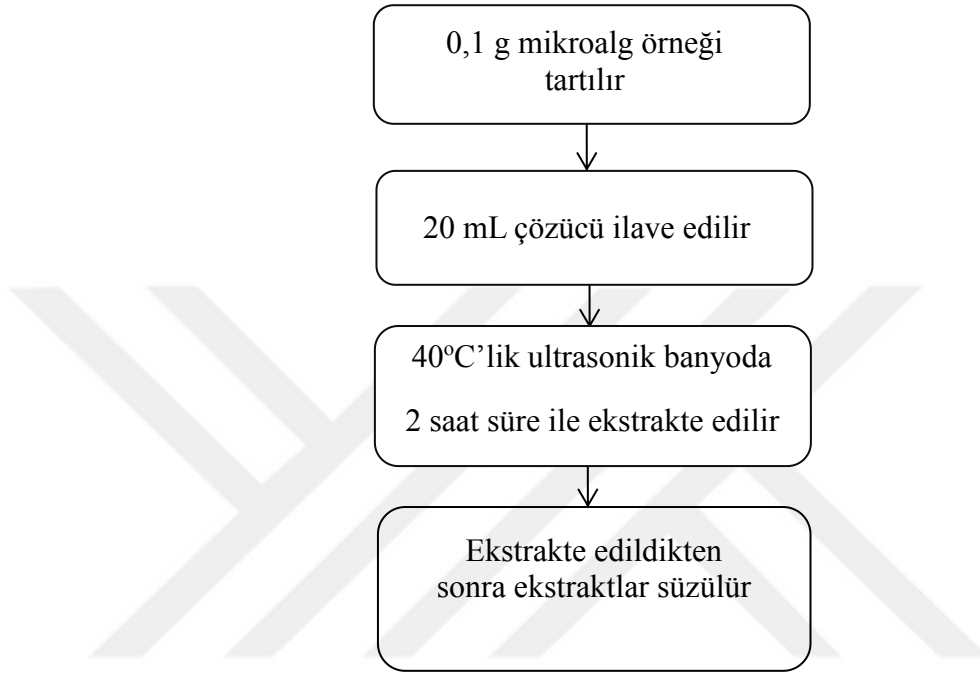 0,1 g mikroalg örneği
tartılır
20 mL çözücü ilave edilir
40ºC’lik ultrasonik banyoda
2 saat süre ile ekstrakte edilir
Ekstrakte edildikten
sonra ekstraktlar süzülür